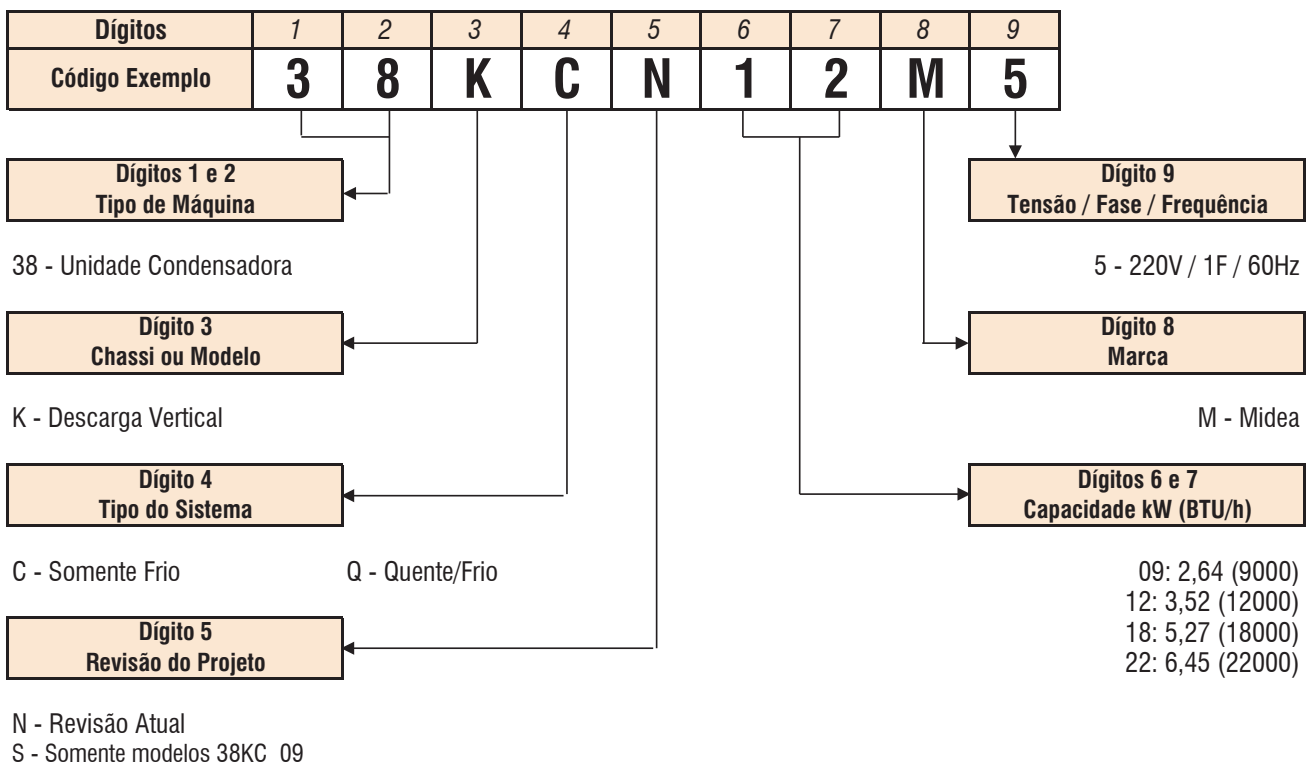 Dígitos 1 2 3 4 5 6 7 8 9
Código Exemplo 3 8 K C N 1 2 M 5
Dígitos 1 e 2
Tipo de Máquina
38 - Unidade Condensadora
Dígito 3
Chassi ou Modelo
K - Descarga Vertical
Dígito 4
Tipo do Sistema
C - Somente Frio Q - Quente/Frio
Dígito 5
Revisão do Projeto
N - Revisão Atual
S - Somente modelos 38KC 09
Dígito 9
Tensão / Fase / Frequência
5 - 220V / 1F / 60Hz
Dígito 8
Marca
M - Midea
Dígitos 6 e 7
Capacidade kW (BTU/h)
09: 2,64 (9000)
12: 3,52 (12000)
18: 5,27 (18000)
22: 6,45 (22000)